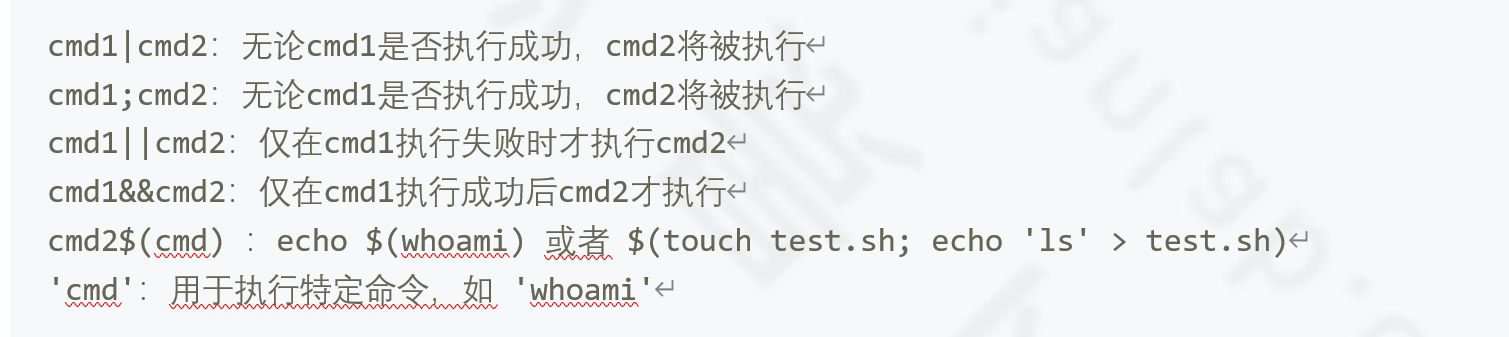 cmd1|cmd2：无论cmd1是否执行成功，cmd2将被执行↵
cmd1;cmd2：无论cmd1是否执行成功，cmd2将被执行↵
cmd1||cmd2：仅在cmd1执行失败时才执行cmd2↵
cmd1&&cmd2：仅在cmd1执行成功后cmd2才执行↵
cmd2$(cmd) ：echo $(whoami) 或者 $(touch test.sh; echo 'ls' > test.sh)↵
'cmd'：用于执行特定命令，如 'whoami'↵